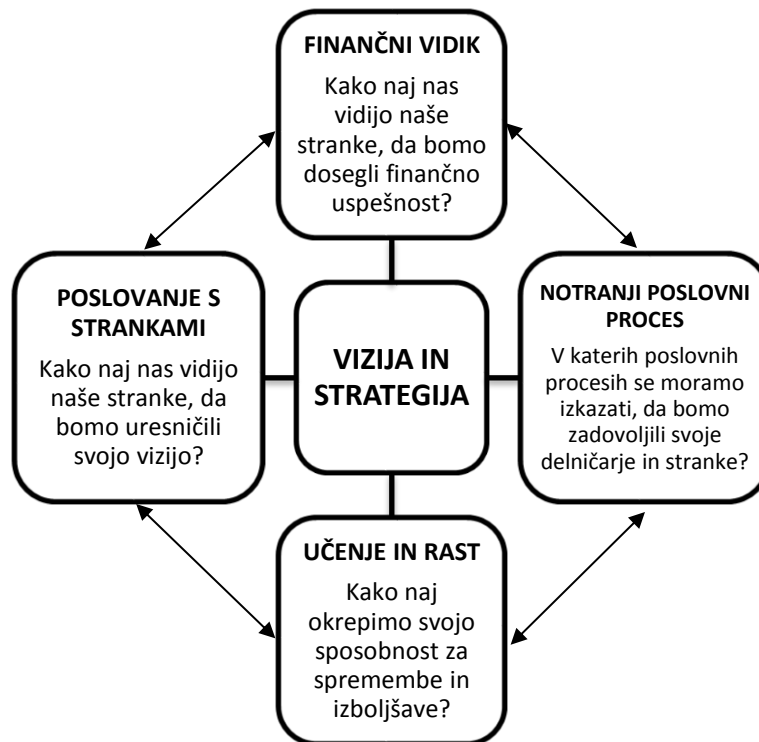 FINANČNI VIDIK
Kako naj nas
vidijo naše
stranke, da bomo
dosegli finančno
uspešnost?
POSLOVANJE S
STRANKAMI
Kako naj nas vidijo
naše stranke, da
bomo uresničili
svojo vizijo?
VIZIJA IN
STRATEGIJA
NOTRANJI POSLOVNI
PROCES
V katerih poslovnih
procesih se moramo
izkazati, da bomo
zadovoljili svoje
delničarje in stranke?
UČENJE IN RAST
Kako naj
okrepimo svojo
sposobnost za
spremembe in
izboljšave?